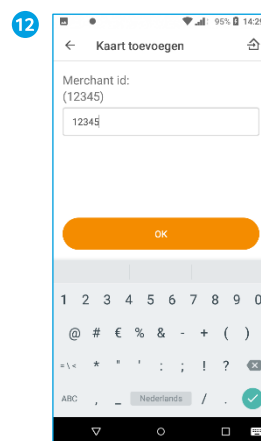 12
95% 14:29
Kaart toevoegen
Merchant id:
(12345)
12345
OK
1 2 3 4 5 6 7 8 9 0
@ # € % & - + ( )
= \ < * " ' : ; ! ?
ABC , _ Nederlands / .